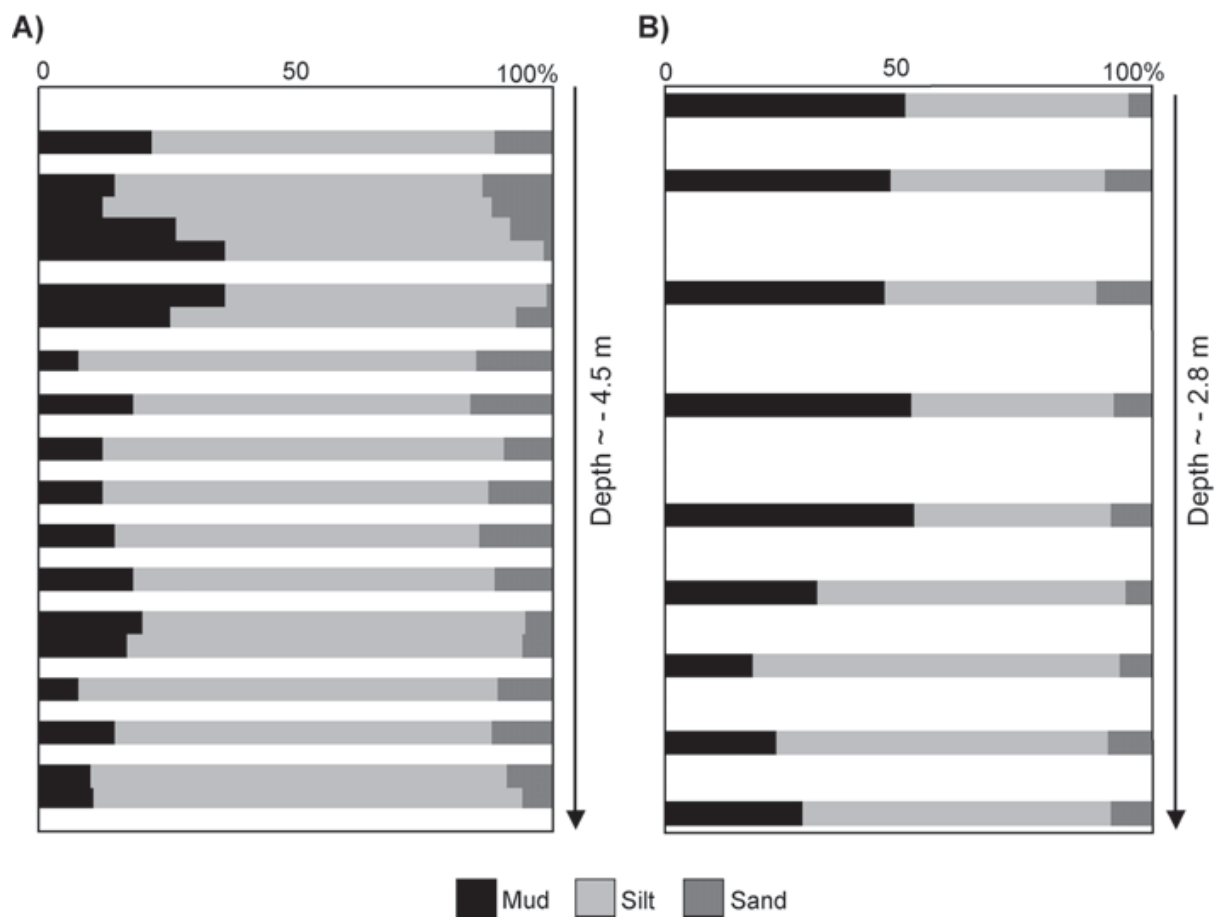 A)
0 50 100%
Depth ~ - 4.5 m
B)
0 50 100%
Depth ~ - 2.8 m
Mud Silt Sand